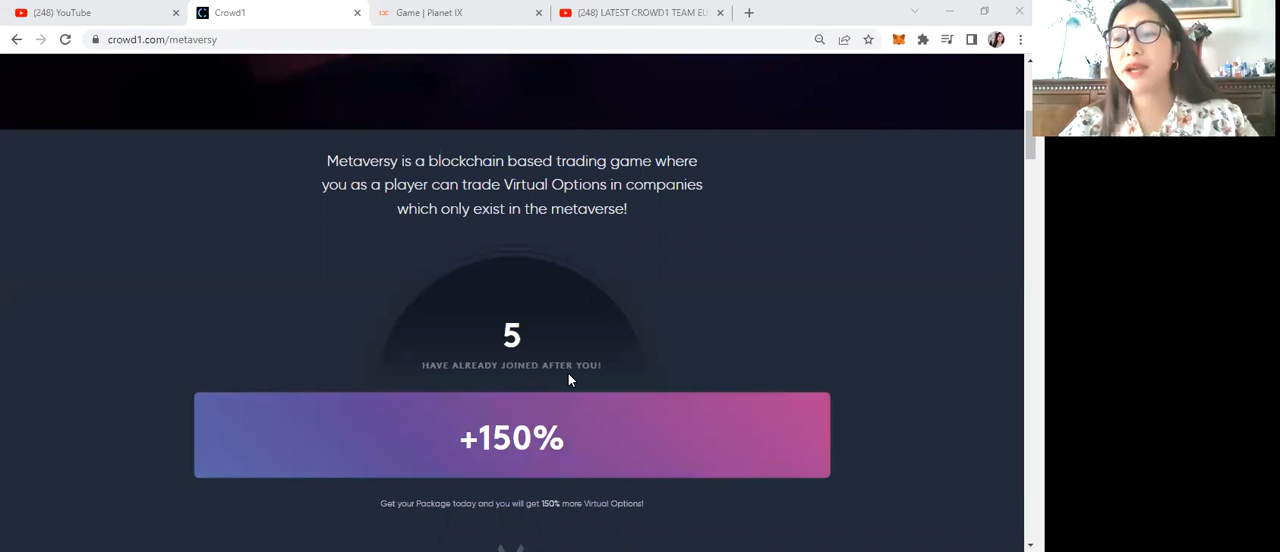 (248) YouTube
Crowd1
Game | Planet IX
(248) LATEST CROWD1 TEAM EU
crowd1.com/metaversy
Metaversy is a blockchain based trading game where
you as a player can trade Virtual Options in companies
which only exist in the metaverse!
5
HAVE ALREADY JOINED AFTER YOU!
+150%
Get your Package today and you will get 150% more Virtual Options!